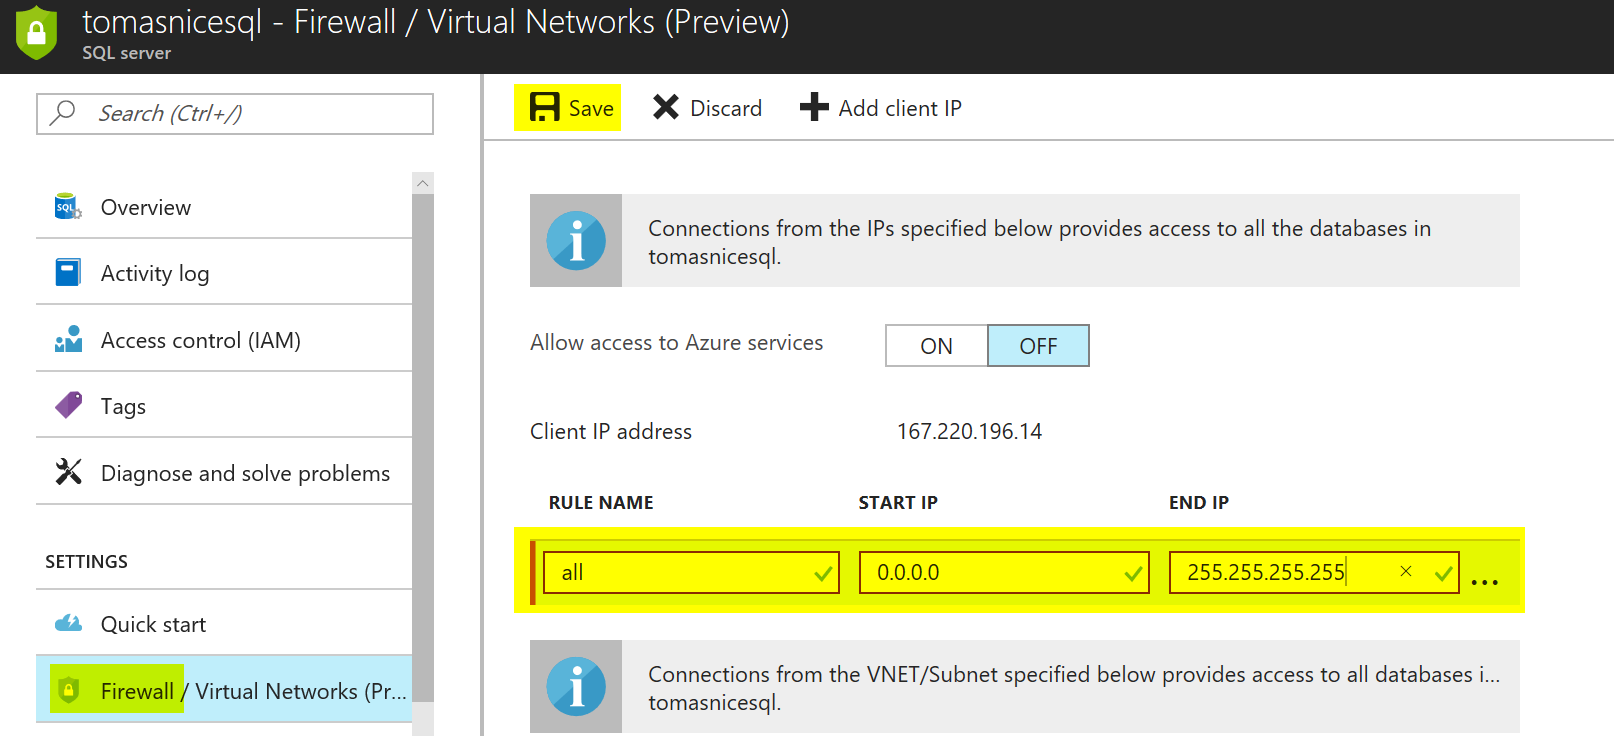 tomasnicesql - Firewall / Virtual Networks (Preview)
SQL server
Search (Ctrl+/)
SQL
Overview
Activity log
Access control (IAM)
Tags
Diagnose and solve problems
SETTINGS
Quick start
Firewall / Virtual Networks (Pr...
Save
Discard
Add client IP
Connections from the IPs specified below provides access to all the databases in
tomasnicesql.
Allow access to Azure services
ON
OFF
Client IP address
167.220.196.14
RULE NAME
START IP
END IP
all
0.0.0.0
255.255.255.255
...
Connections from the VNET/Subnet specified below provides access to all databases i...
tomasnicesql.